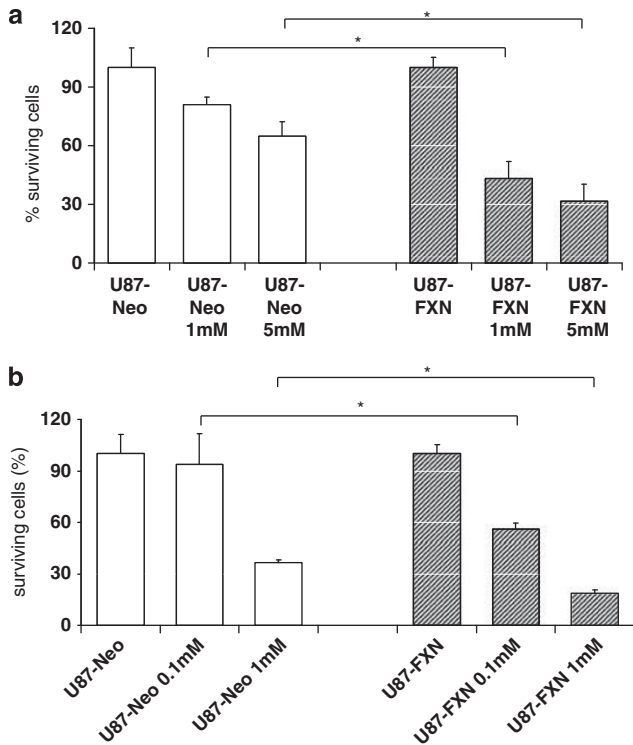 a
*
*
120
90
60
30
0
% surviving cells
U87-
Neo
U87-
Neo
1mM
U87-
Neo
5mM
U87-
FXN
U87-
FXN
1mM
U87-
FXN
5mM
b
*
*
120
90
60
30
0
surviving cells (%)
U87-Neo
U87-Neo 0.1mM
U87-Neo 1mM
U87-FXN
U87-FXN 0.1mM
U87-FXN 1mM